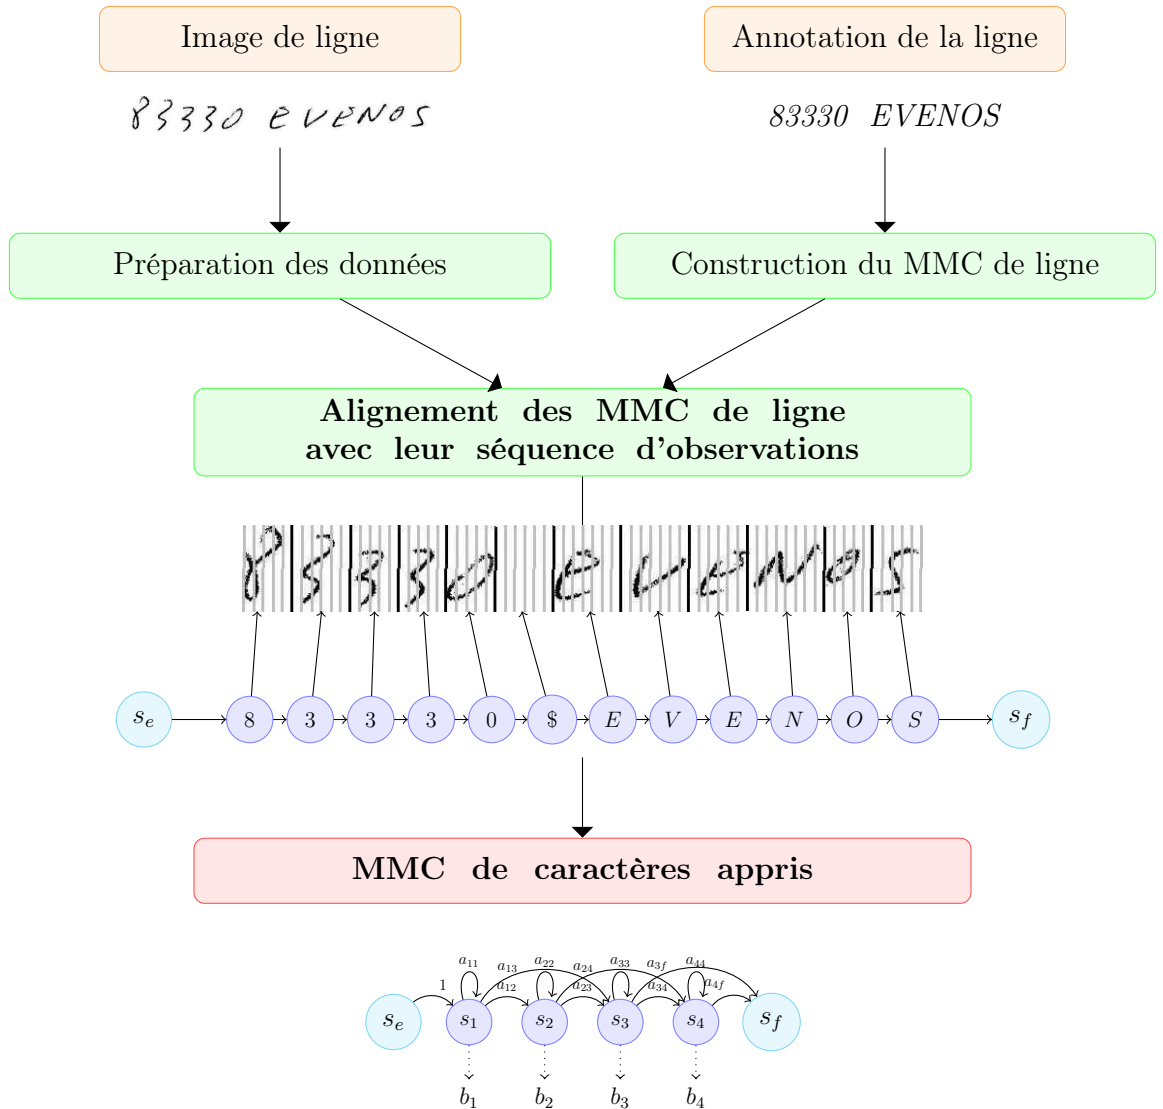 Image de ligne
Annotation de la ligne
83330 EVENOS
83330 EVENOS
Préparation des données
Construction du MMC de ligne
Alignement des MMC de ligne
avec leur séquence d'observations
83330 EVENOS
s_e 8 3 3 3 0 $ E V E N O S s_f
MMC de caractères appris
a_11 a_13 a_22 a_24 a_33 a_3f a_44
1 a_12 a_23 a_34 a_4f
s_e s_1 s_2 s_3 s_4 s_f
b_1 b_2 b_3 b_4